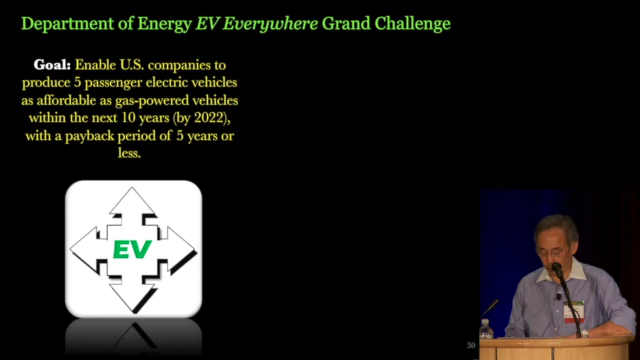 Department of Energy EV Everywhere Grand Challenge
Goal: Enable U.S. companies to
produce 5 passenger electric vehicles
as affordable as gas-powered vehicles
within the next 10 years (by 2022),
with a payback period of 5 years or
less.
EV
50